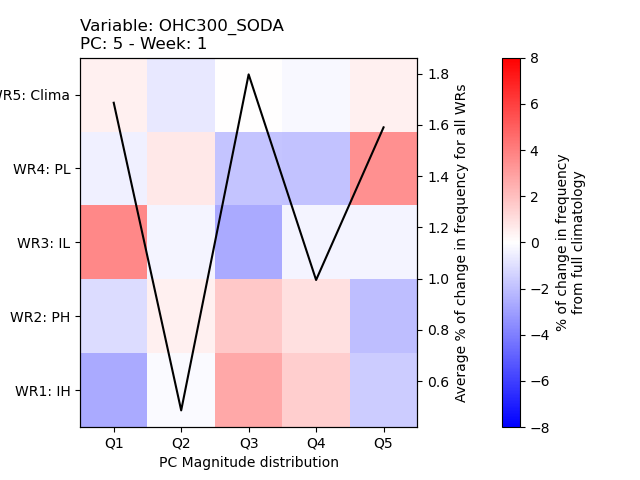 Variable: OHC300_SODA
PC: 5 - Week: 1
WR5: Clima
WR4: PL
WR3: IL
WR2: PH
WR1: IH
Q1 Q2 Q3 Q4 Q5
PC Magnitude distribution
1.8
1.6
1.4
1.2
1.0
0.8
0.6
Average % of change in frequency for all WRs
8
6
4
2
0
−2
−4
−6
−8
% of change in frequency
from full climatology